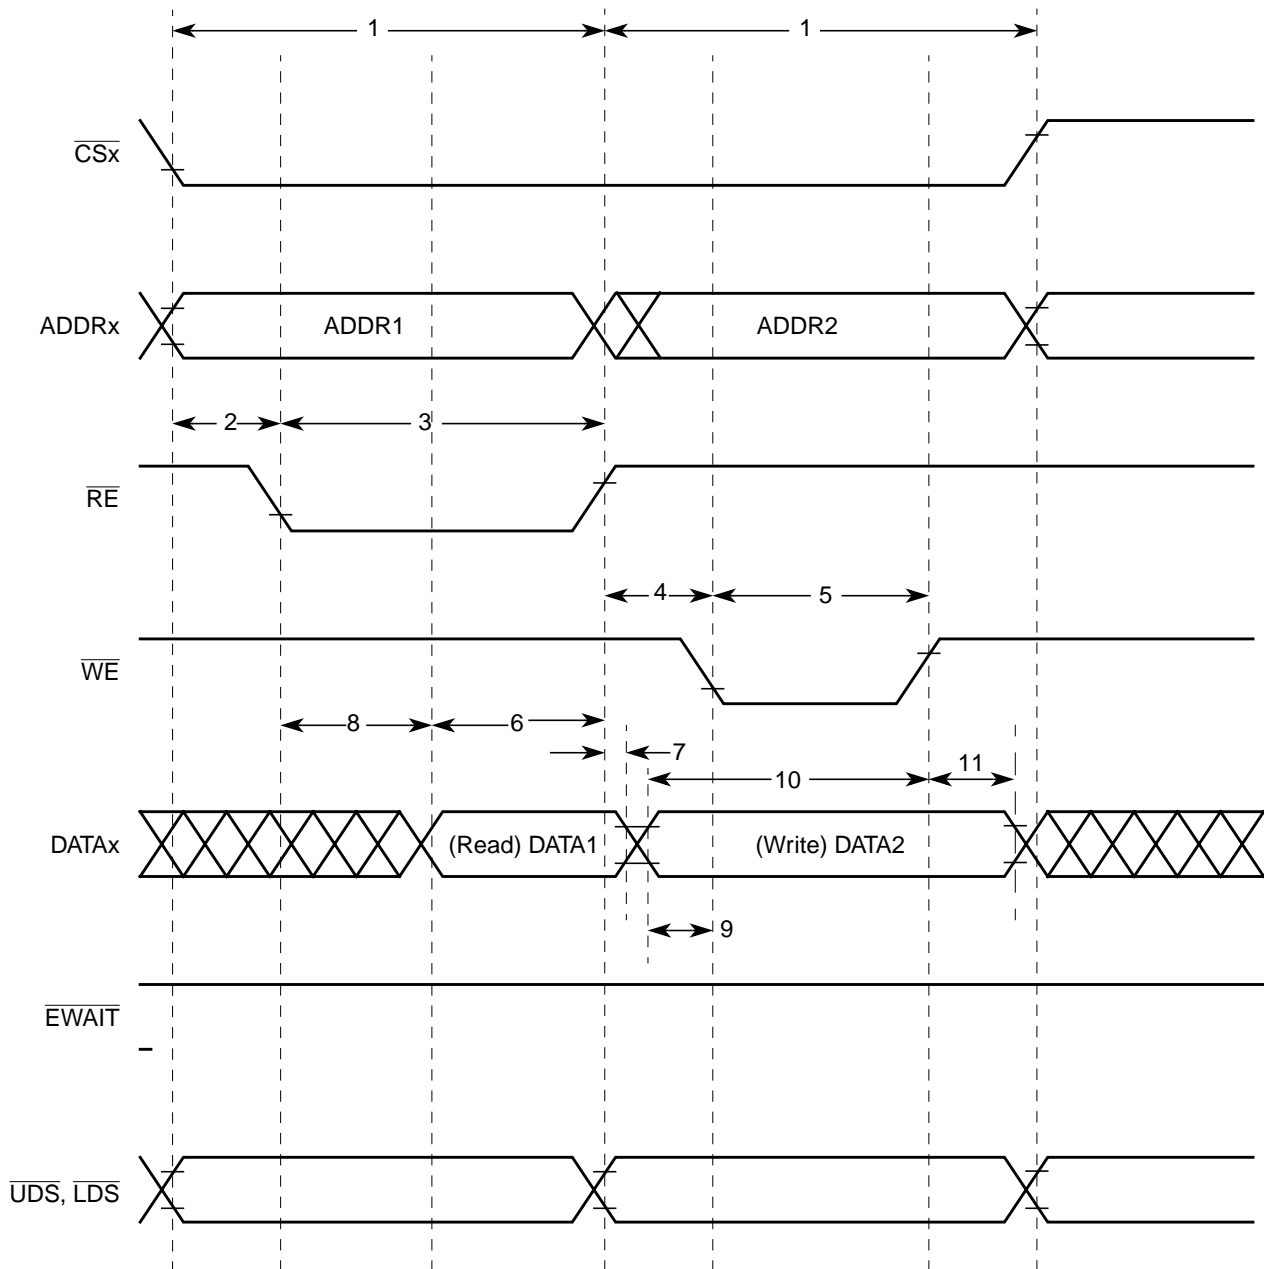 1 1
CSx
ADDRx ADDR1 ADDR2
2 3
RE
4 5
WE
8 6
7
10 11
DATAx (Read) DATA1 (Write) DATA2
9
EWAIT
UDS, LDS